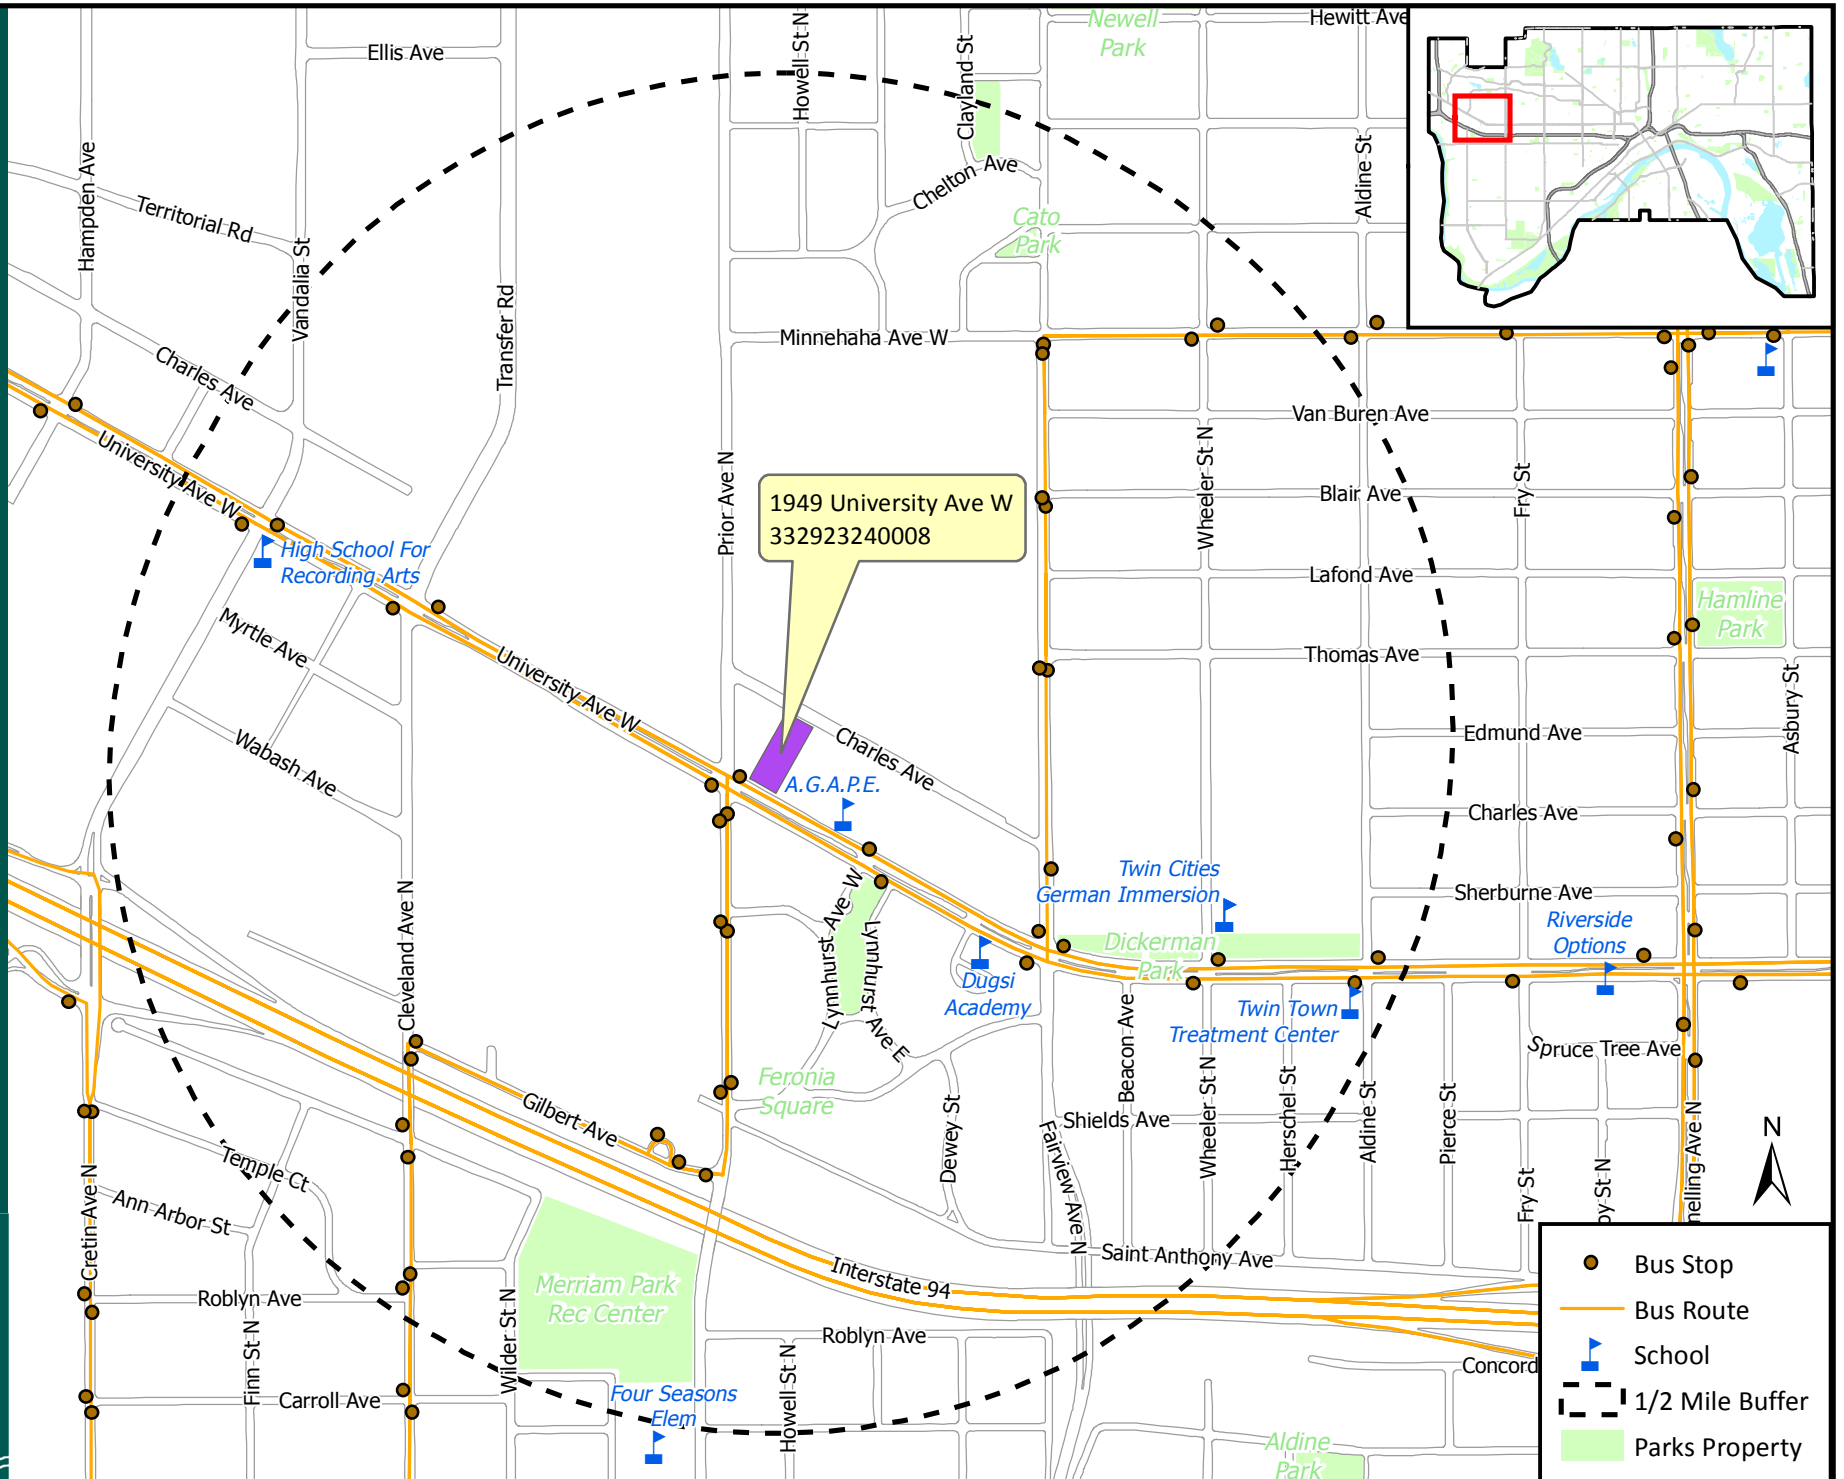 Newell
Park
Hewitt Ave
Ellis Ave
Howell St N
Clayland St
Aldine St
Hampden Ave
Territorial Rd
Vandalia St
Chelton Ave
Cato
Park
Transfer Rd
Minnehaha Ave W
Charles Ave
Van Buren Ave
University Ave W
Prior Ave N
1949 University Ave W
332923240008
Wheeler St N
Blair Ave
Fry St
High School For
Recording Arts
Lafond Ave
Hamline
Park
Myrtle Ave
University Ave W
Thomas Ave
Asbury St
Wabash Ave
Charles Ave
Edmund Ave
A.G.A.P.E.
Charles Ave
Twin Cities
German Immersion
Sherburne Ave
Cleveland Ave N
Lynnhurst Ave W
Lynnhurst Ave E
Riverside
Options
Dickerman
Park
Dugsi
Academy
Twin Town
Treatment Center
Beacon Ave
Spruce Tree Ave
Feronia
Square
Gilbert Ave
Dewey St
Shields Ave
Fairview Ave N
Wheeler St N
Herschel St
Aldine St
Pierce St
Fry St
oy St N
nelling Ave N
N
Temple Ct
Ann Arbor St
Cretin Ave N
Saint Anthony Ave
Interstate 94
Merriam Park
Rec Center
Roblyn Ave
Finn St N
Wilder St N
Roblyn Ave
Howell St N
Concord
Carroll Ave
Four Seasons
Elem
Aldine
Park
Bus Stop
Bus Route
School
1/2 Mile Buffer
Parks Property